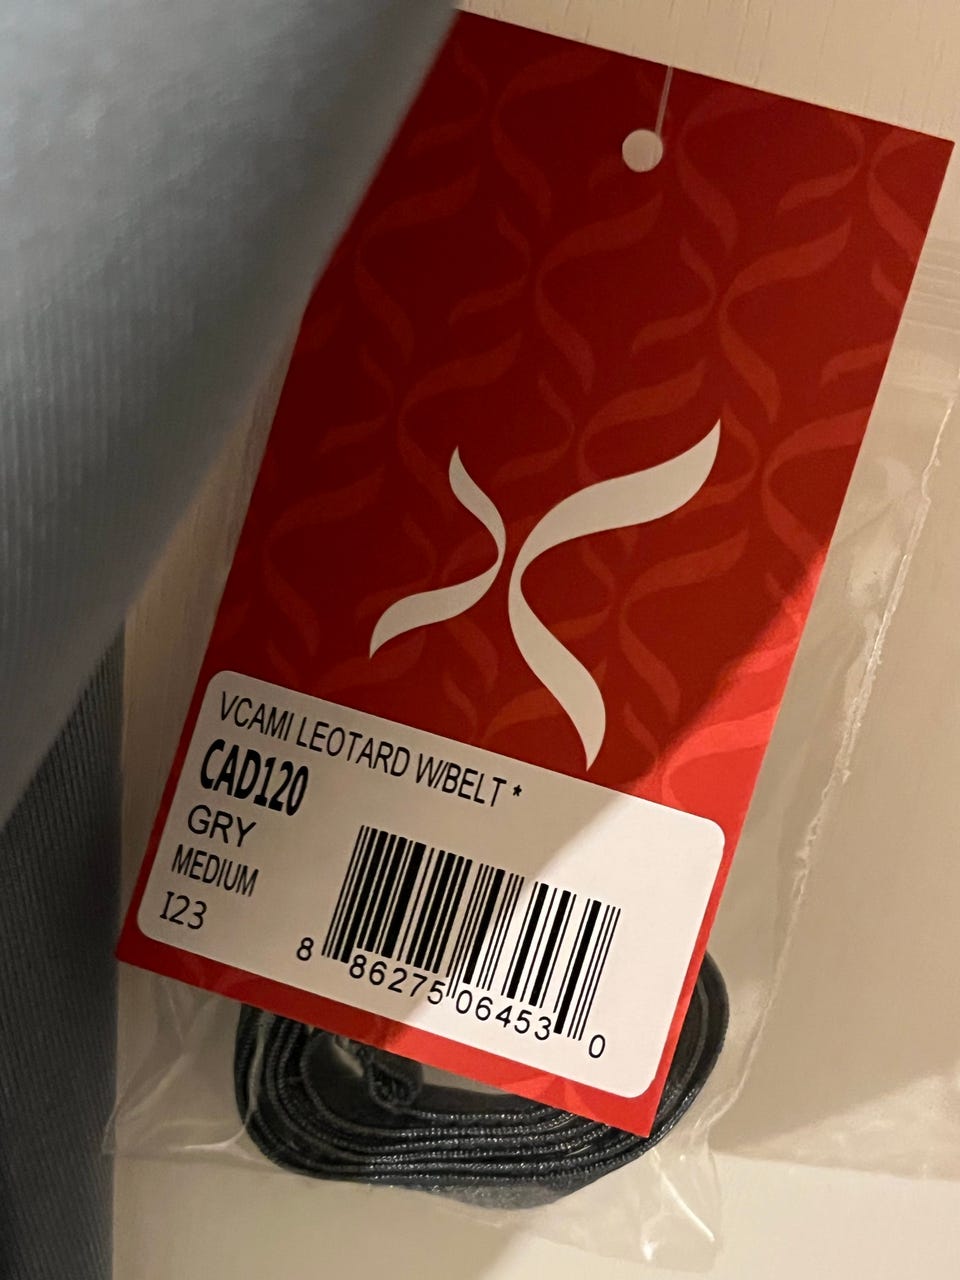 VCAMI LEOTARD W/BELT *
CAD120
GRY
MEDIUM
I23
8 86275 06453 0